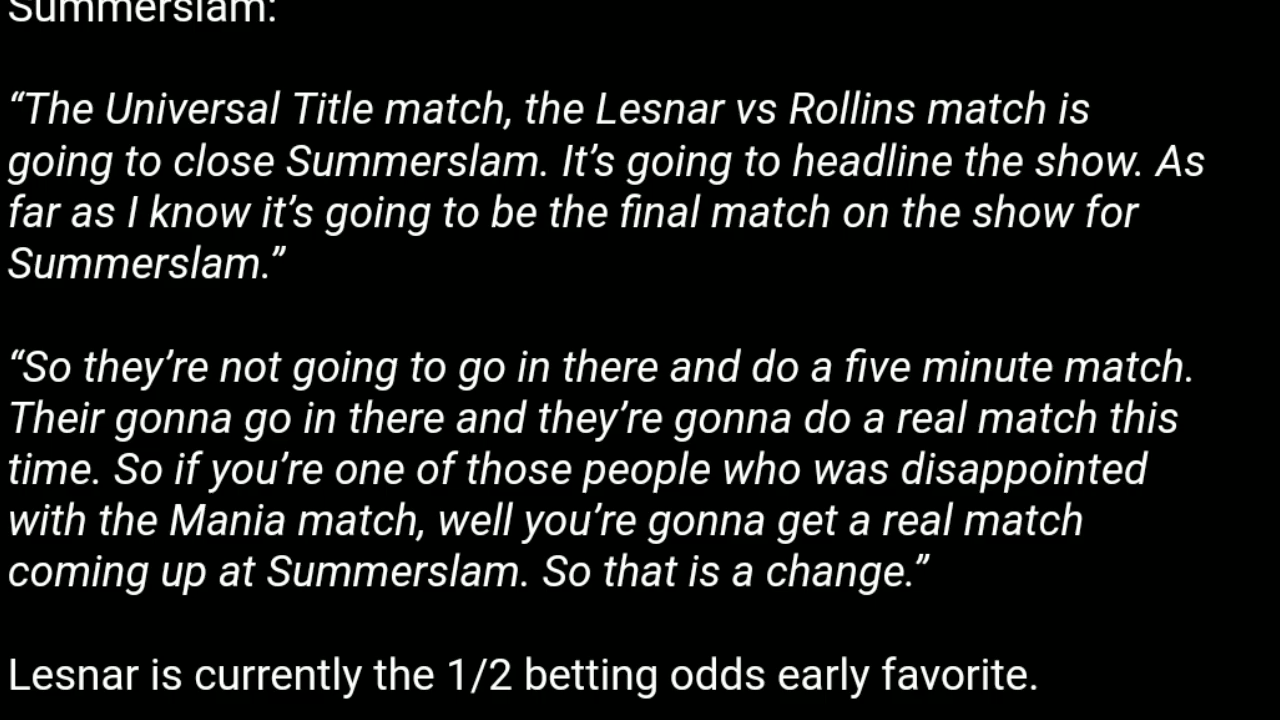 Summerslam:
“The Universal Title match, the Lesnar vs Rollins match is
going to close Summerslam. It’s going to headline the show. As
far as I know it’s going to be the final match on the show for
Summerslam.”
“So they’re not going to go in there and do a five minute match.
Their gonna go in there and they’re gonna do a real match this
time. So if you’re one of those people who was disappointed
with the Mania match, well you’re gonna get a real match
coming up at Summerslam. So that is a change.”
Lesnar is currently the 1/2 betting odds early favorite.